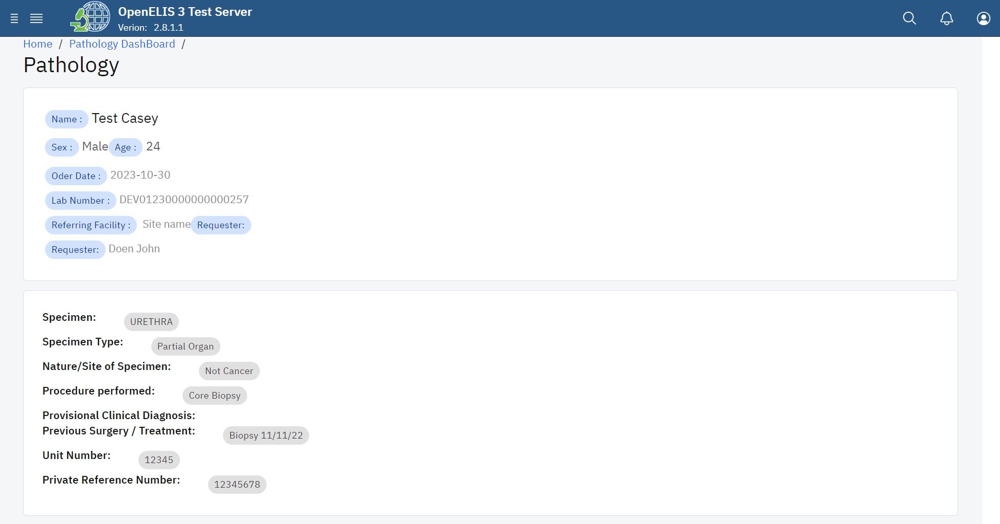 OpenELIS 3 Test Server
Verion: 2.8.1.1
Home / Pathology DashBoard /
Pathology
Name : Test Casey
Sex : Male Age : 24
Oder Date : 2023-10-30
Lab Number : DEV01230000000000257
Referring Facility : Site name Requester:
Requester: Doen John
Specimen: URETHRA
Specimen Type: Partial Organ
Nature/Site of Specimen: Not Cancer
Procedure performed: Core Biopsy
Provisional Clinical Diagnosis:
Previous Surgery / Treatment: Biopsy 11/11/22
Unit Number: 12345
Private Reference Number: 12345678